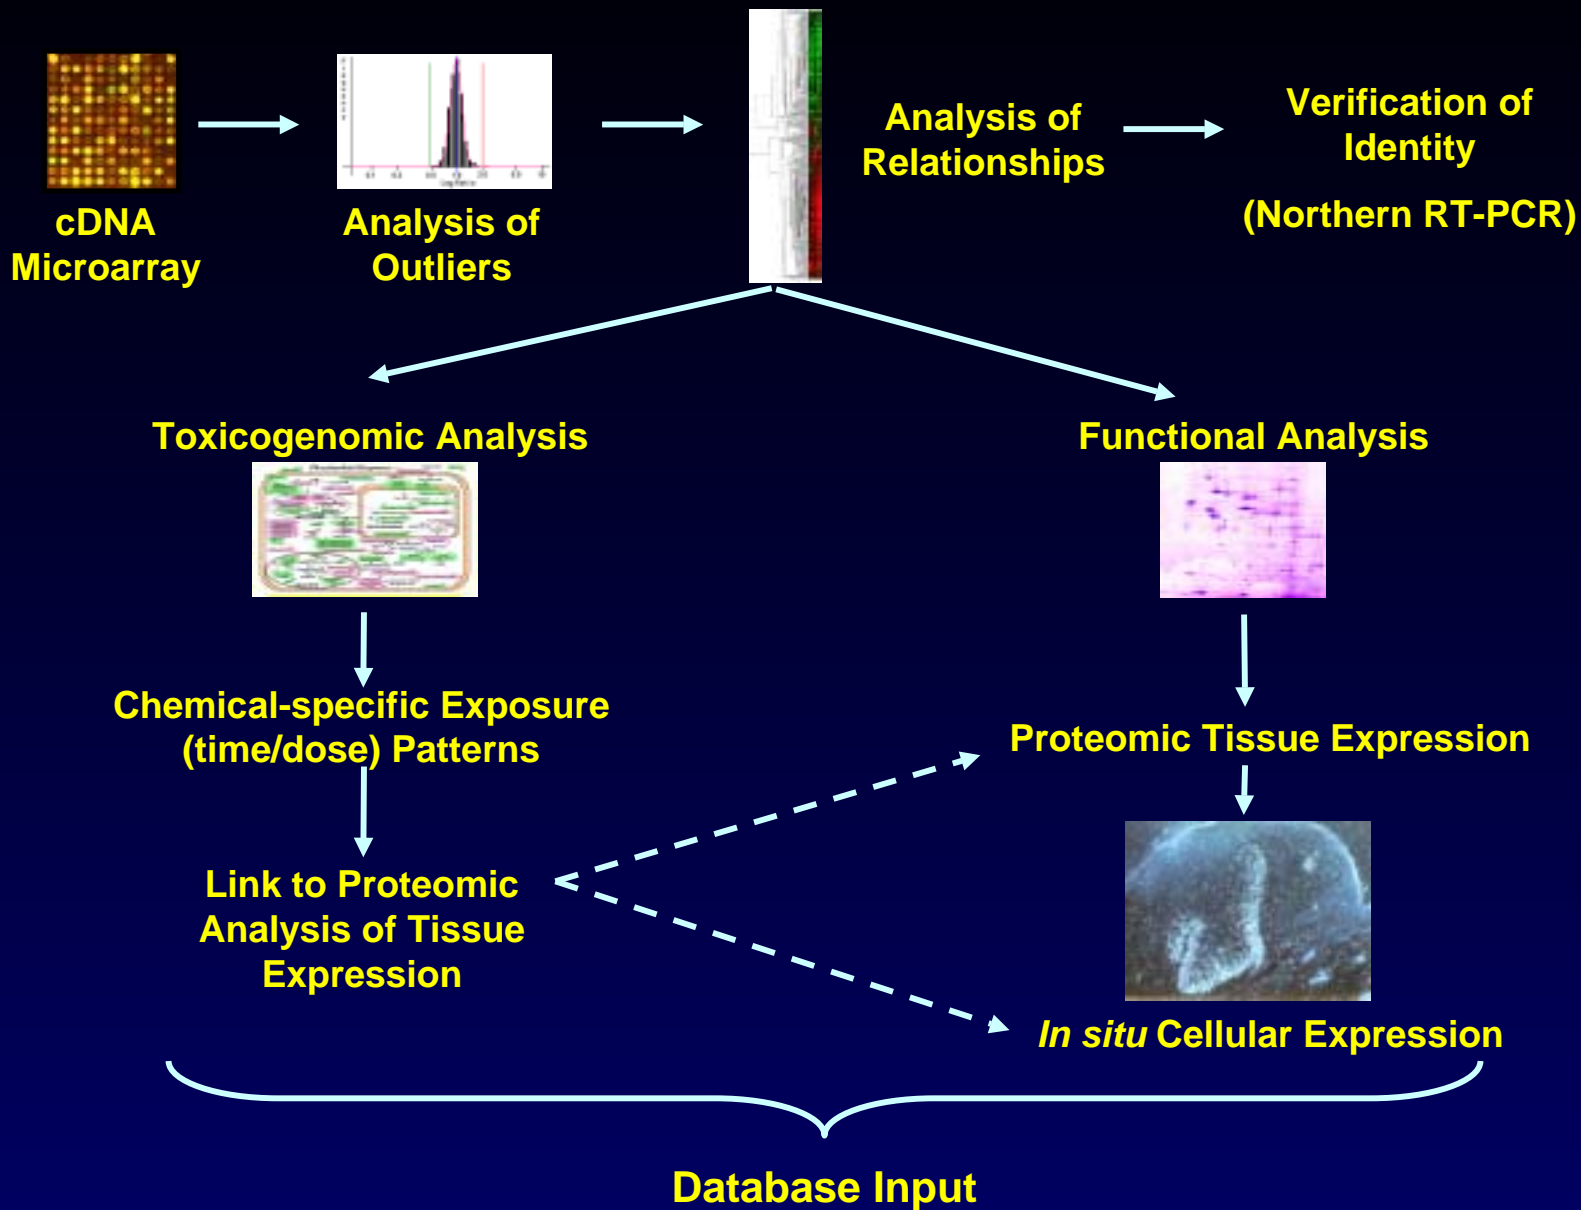 cDNA
Microarray
Analysis of
Outliers
Analysis of
Relationships
Verification of
Identity
(Northern RT-PCR)
Toxicogenomic Analysis
Functional Analysis
Chemical-specific Exposure
(time/dose) Patterns
Proteomic Tissue Expression
Link to Proteomic
Analysis of Tissue
Expression
In situ Cellular Expression
Database Input